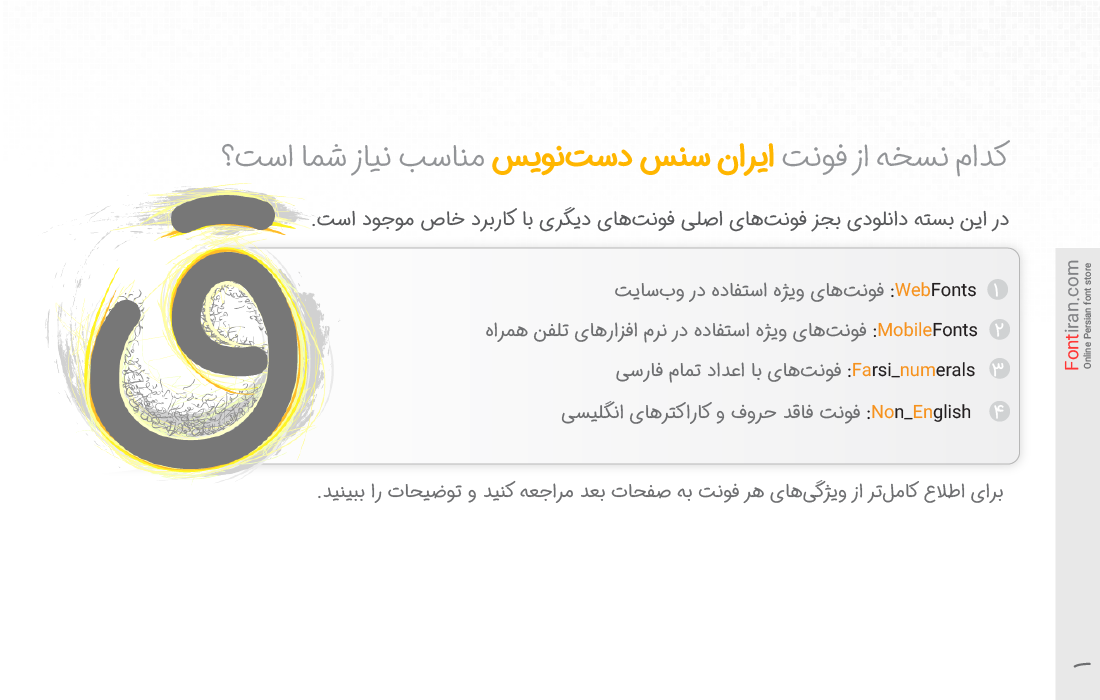 کدام نسخه از فونت ایران سنس دست‌نویس مناسب نیاز شما است؟
در این بسته دانلودی بجز فونت‌های اصلی فونت‌های دیگری با کاربرد خاص موجود است.
۱ WebFonts: فونت‌های ویژه استفاده در وب‌سایت
۲ MobileFonts: فونت‌های ویژه استفاده در نرم افزارهای تلفن همراه
۳ Farsi_numerals: فونت‌های با اعداد تمام فارسی
۴ Non_English: فونت فاقد حروف و کاراکترهای انگلیسی
برای اطلاع کامل‌تر از ویژگی‌های هر فونت به صفحات بعد مراجعه کنید و توضیحات را ببینید.
Fontiran.com
Online Persian font store
۱